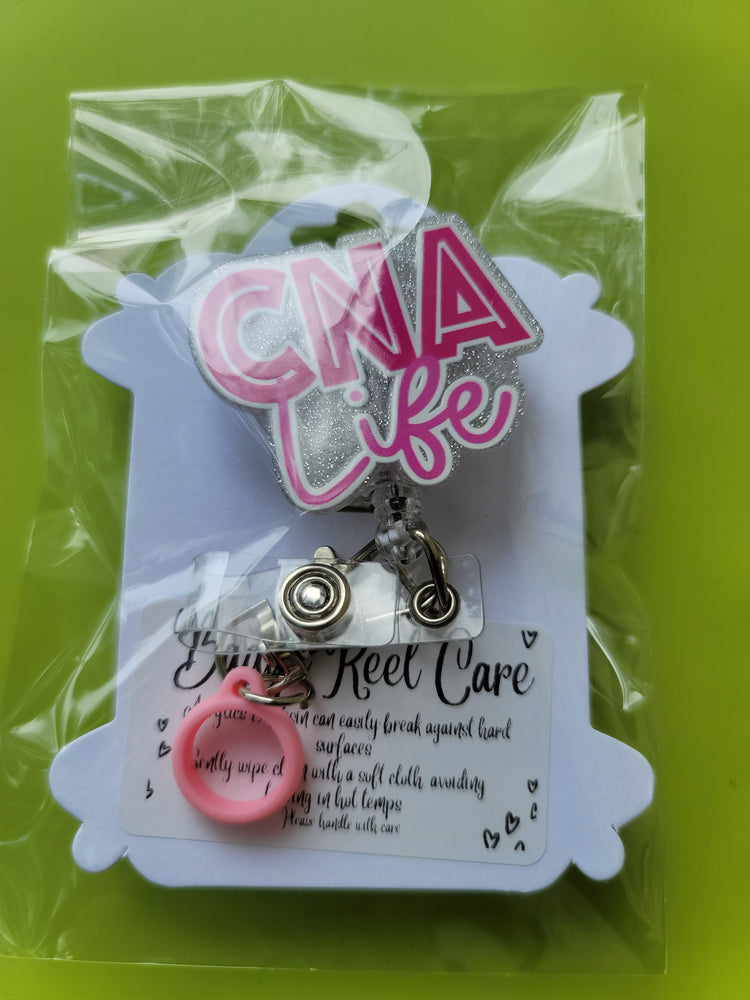 CNA
Life
Reel Care
can easily break against hard
surfaces
Gently wipe with a soft cloth avoiding
in hot temps
Please handle with care